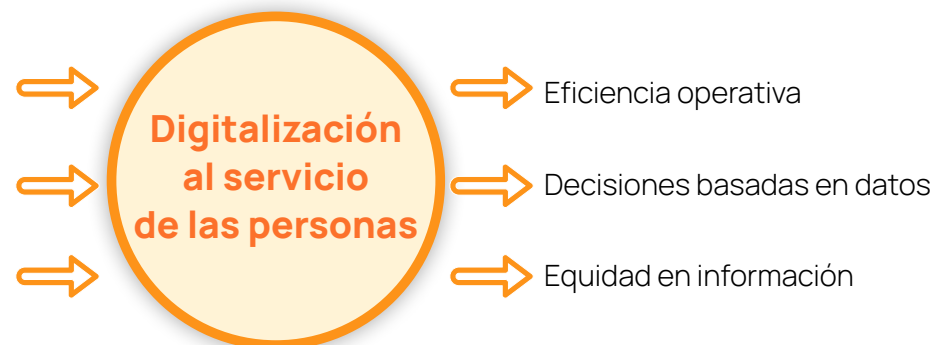 Digitalización
al servicio
de las personas
Eficiencia operativa
Decisiones basadas en datos
Equidad en información